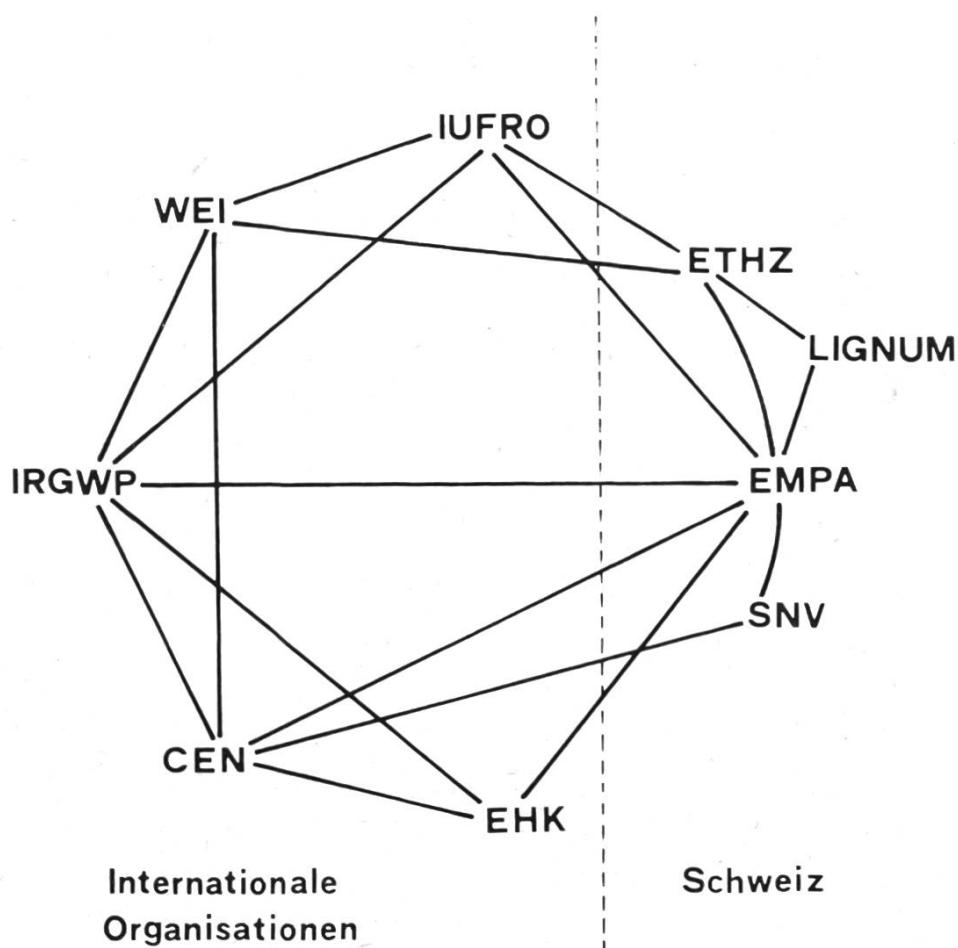 IUFRO
WEI
ETHZ
LIGNUM
IRGWP
EMPA
SNV
CEN
EHK
Internationale
Organisationen
Schweiz